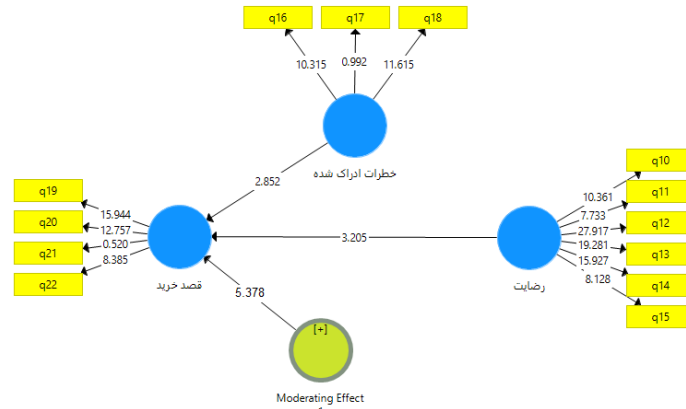 q16 q17 q18
10.315 0.992 11.615
خطرات ادراک شده
2.852
q19
q20
q21
q22
15.944
12.757
0.520
8.385
قصد خرید
3.205
q10
q11
q12
q13
q14
q15
10.361
7.733
27.917
19.281
15.927
8.128
رضایت
5.378
[+]
Moderating Effect